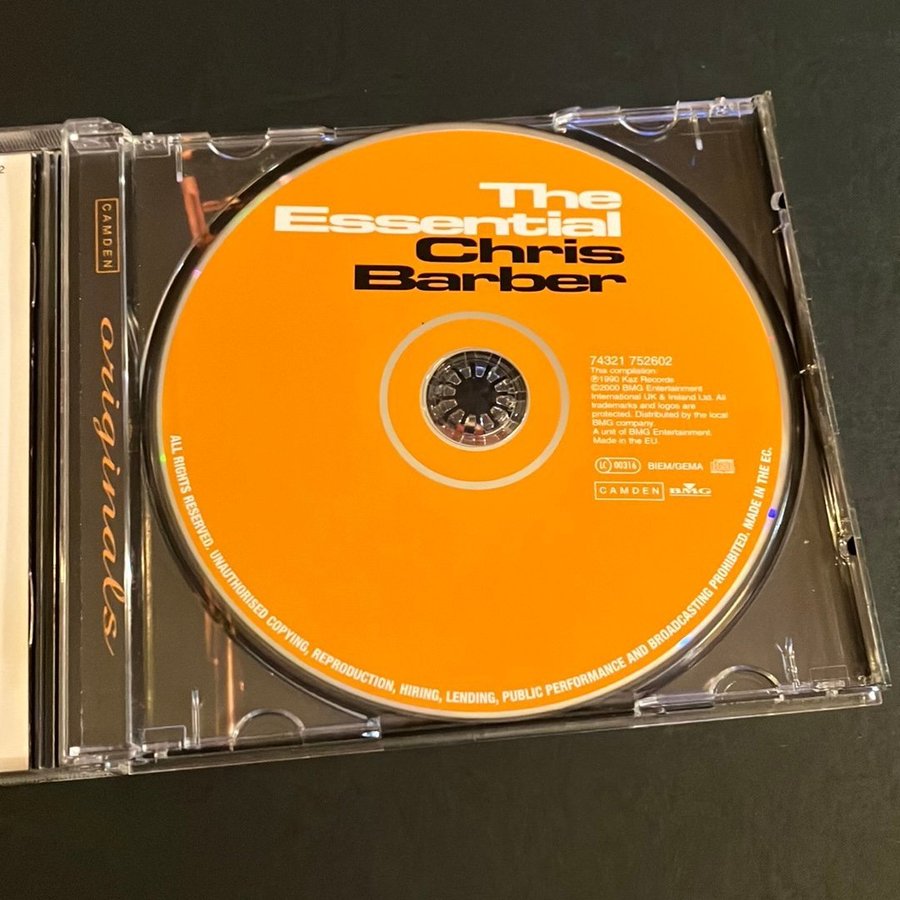 2
CAMDEN
originals
The
Essential
Chris
Barber
74321 752602
This compilation
℗1990 Kaz Records
©2000 BMG Entertainment
International UK & Ireland Ltd. All
trademarks and logos are
protected. Distributed by the local
BMG company.
A unit of BMG Entertainment.
Made in the EU.
LC 00316 BIEM/GEMA
CAMDEN BMG
ALL RIGHTS RESERVED. UNAUTHORISED COPYING, REPRODUCTION, HIRING, LENDING, PUBLIC PERFORMANCE AND BROADCASTING PROHIBITED. MADE IN THE EC.